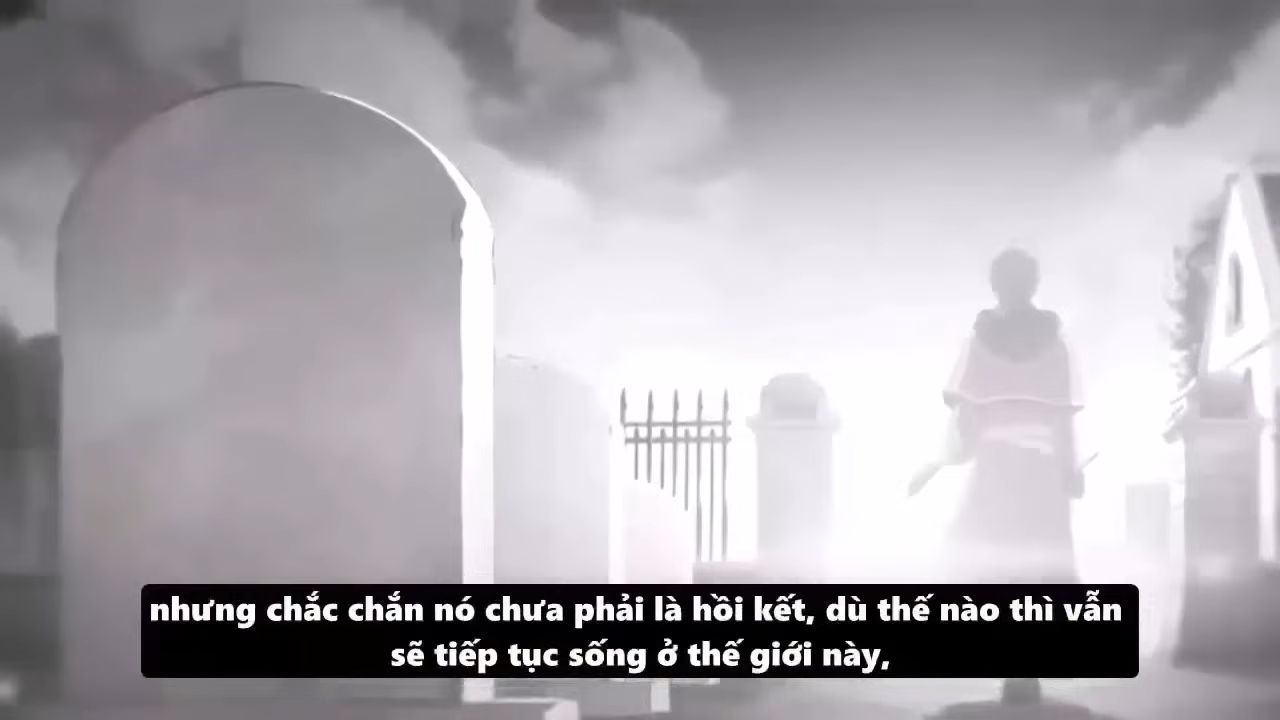 nhưng chắc chắn nó chưa phải là hồi kết, dù thế nào thì vẫn
sẽ tiếp tục sống ở thế giới này,